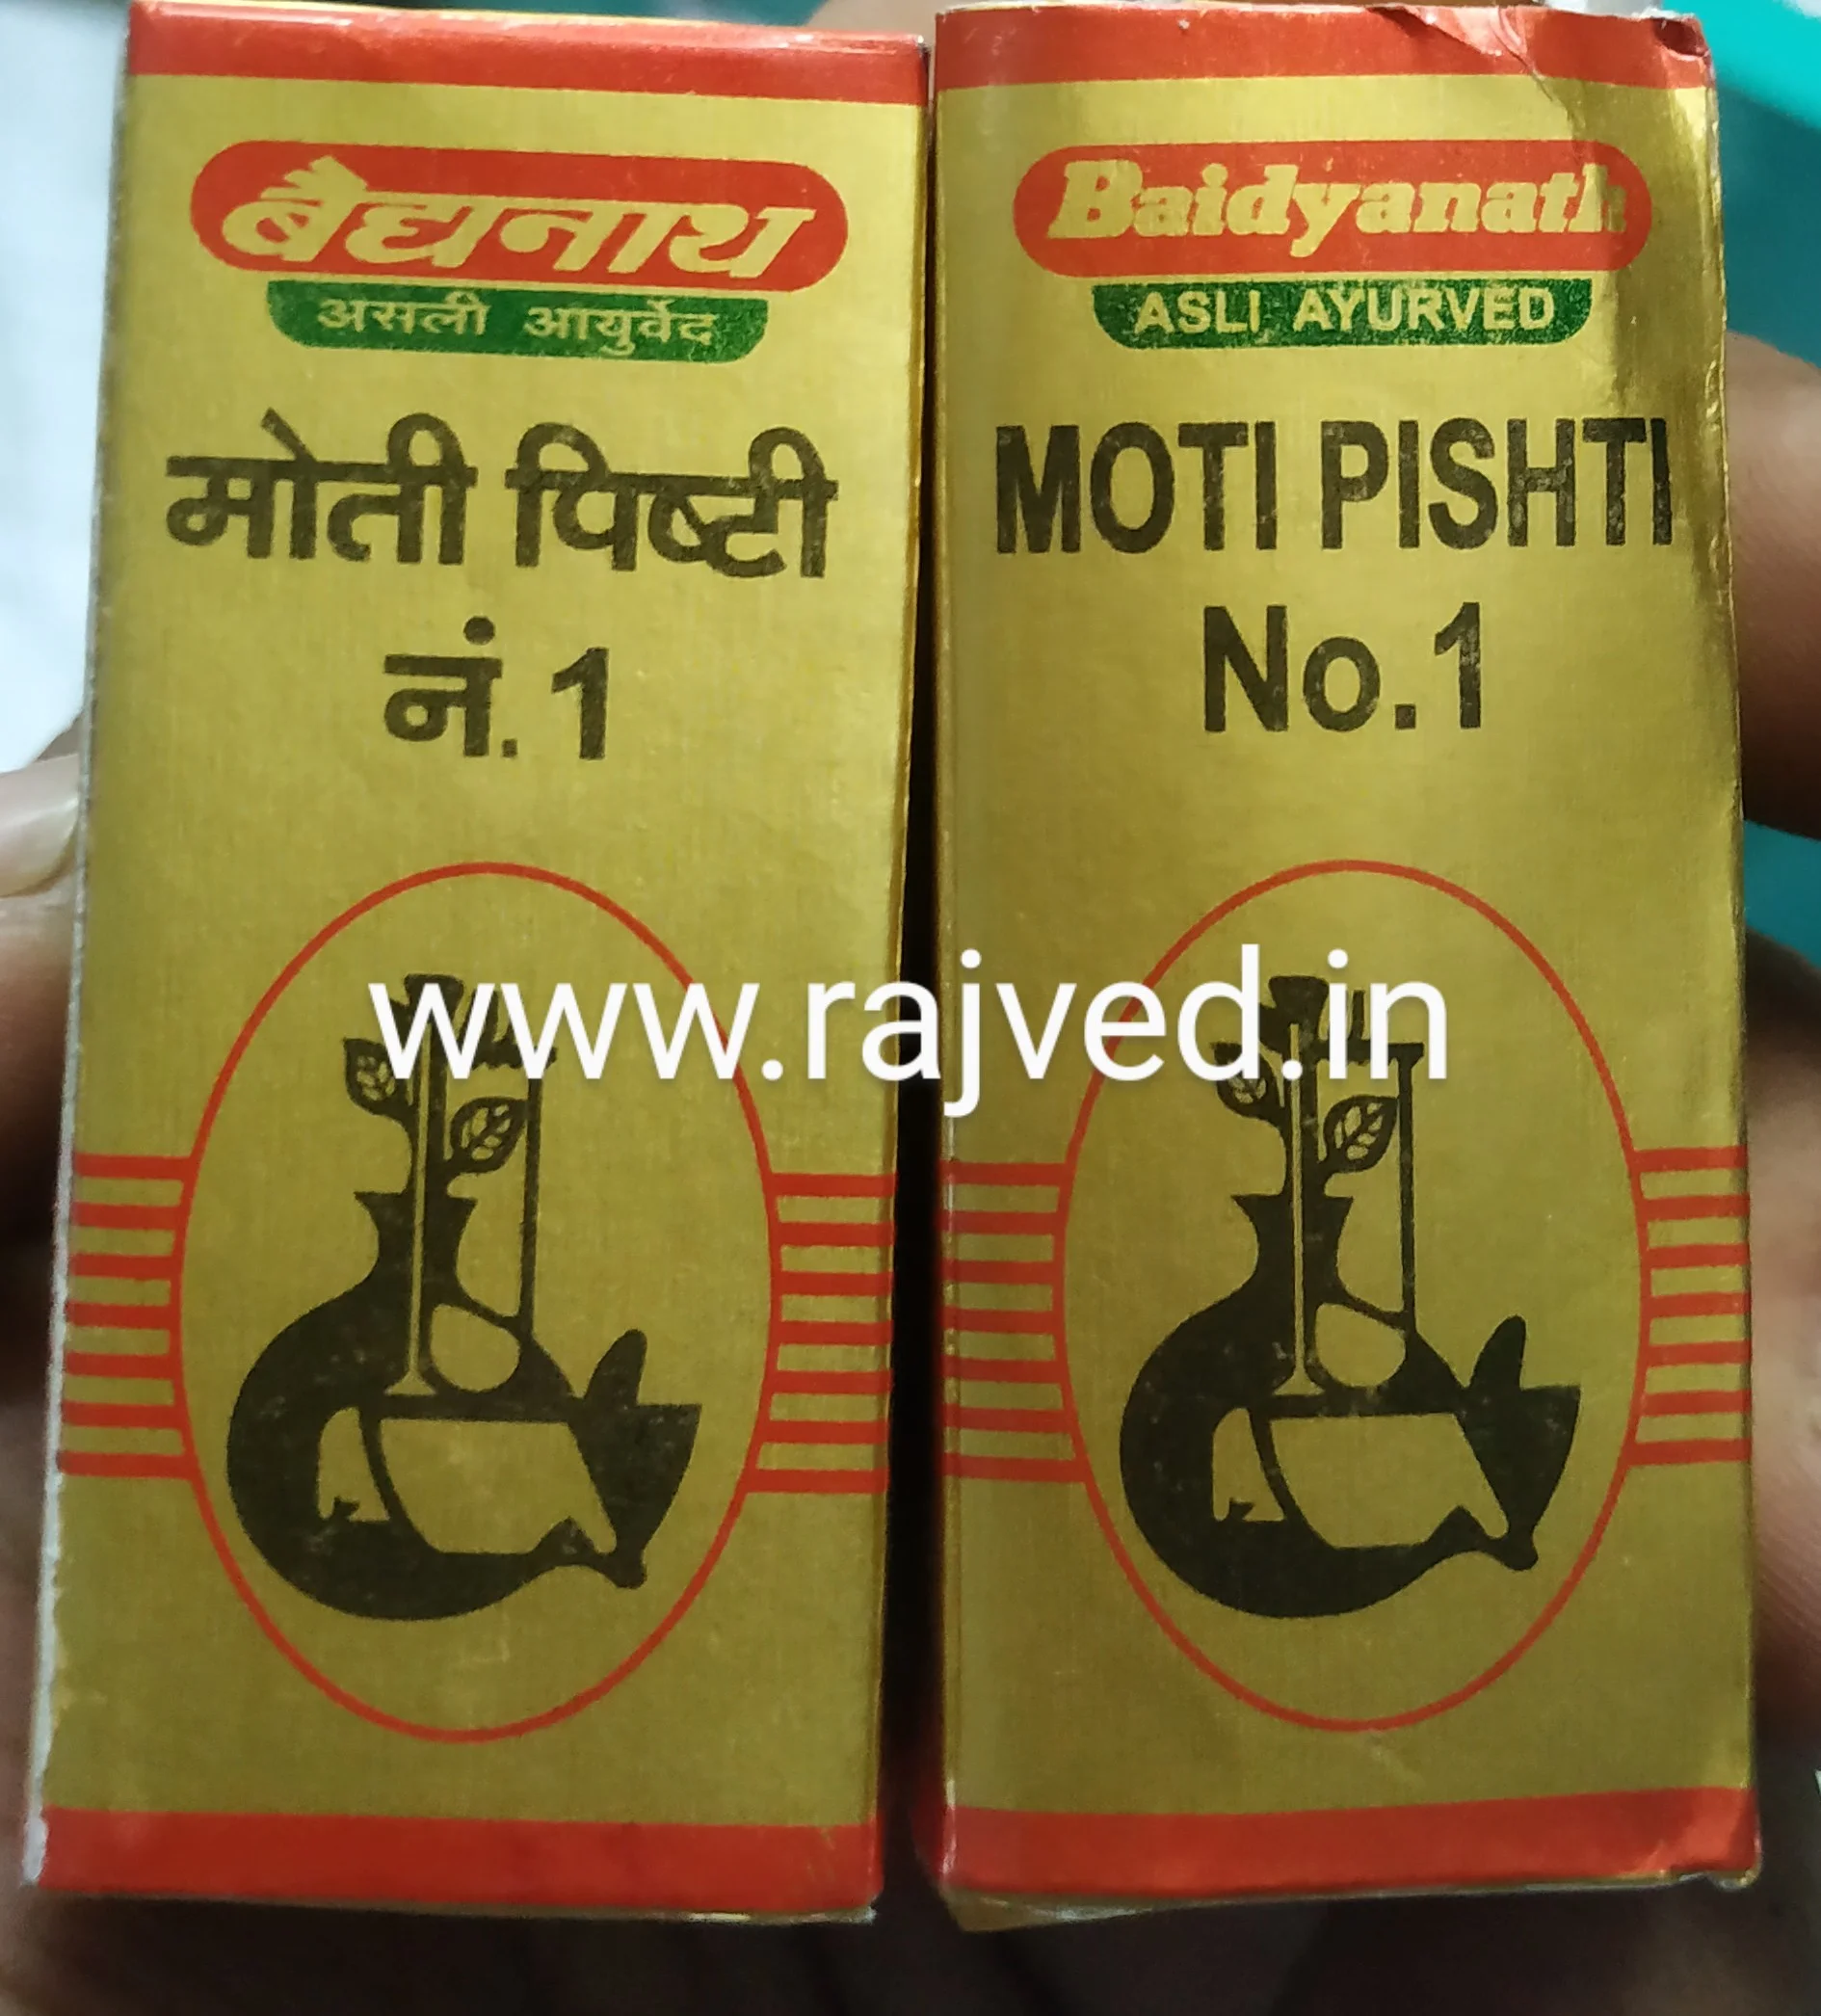 बैद्यनाथ
असली आयुर्वेद
मोती पिष्टी
नं. 1
Baidyanath
ASLI AYURVED
MOTI PISHTI
No.1
www.rajved.in